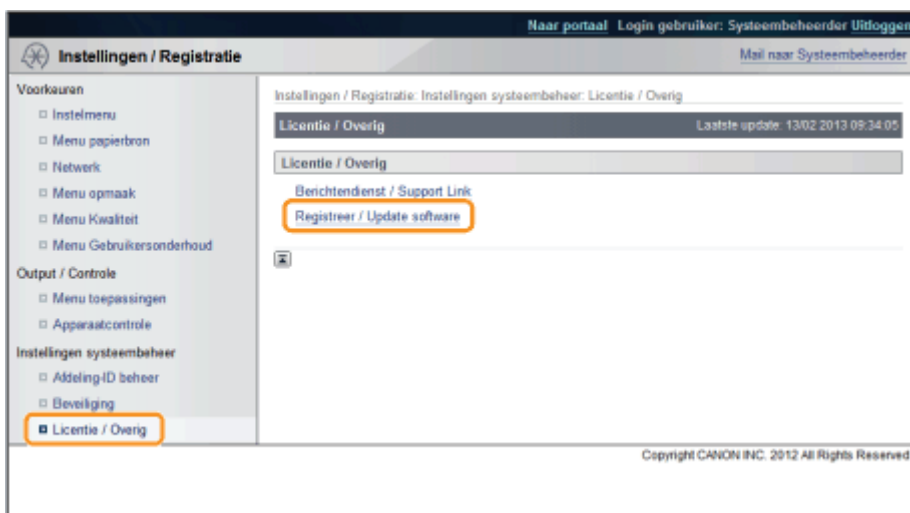 Naar portaal Login gebruiker: Systeembeheerder Uitloggen
Instellingen / Registratie
Mail naar Systeembeheerder
Voorkeuren
Instelmenu
Menu papierbron
Netwerk
Menu opmaak
Menu Kwaliteit
Menu Gebruikersonderhoud
Output / Controle
Menu toepassingen
Apparaatcontrole
Instellingen systeembeheer
Afdeling-ID beheer
Beveiliging
Licentie / Overig
Instellingen / Registratie: Instellingen systeembeheer: Licentie / Overig
Licentie / Overig
Laatste update: 13/02 2013 09:34:05
Licentie / Overig
Berichtendienst / Support Link
Registreer / Update software
Copyright CANON INC. 2012 All Rights Reserved